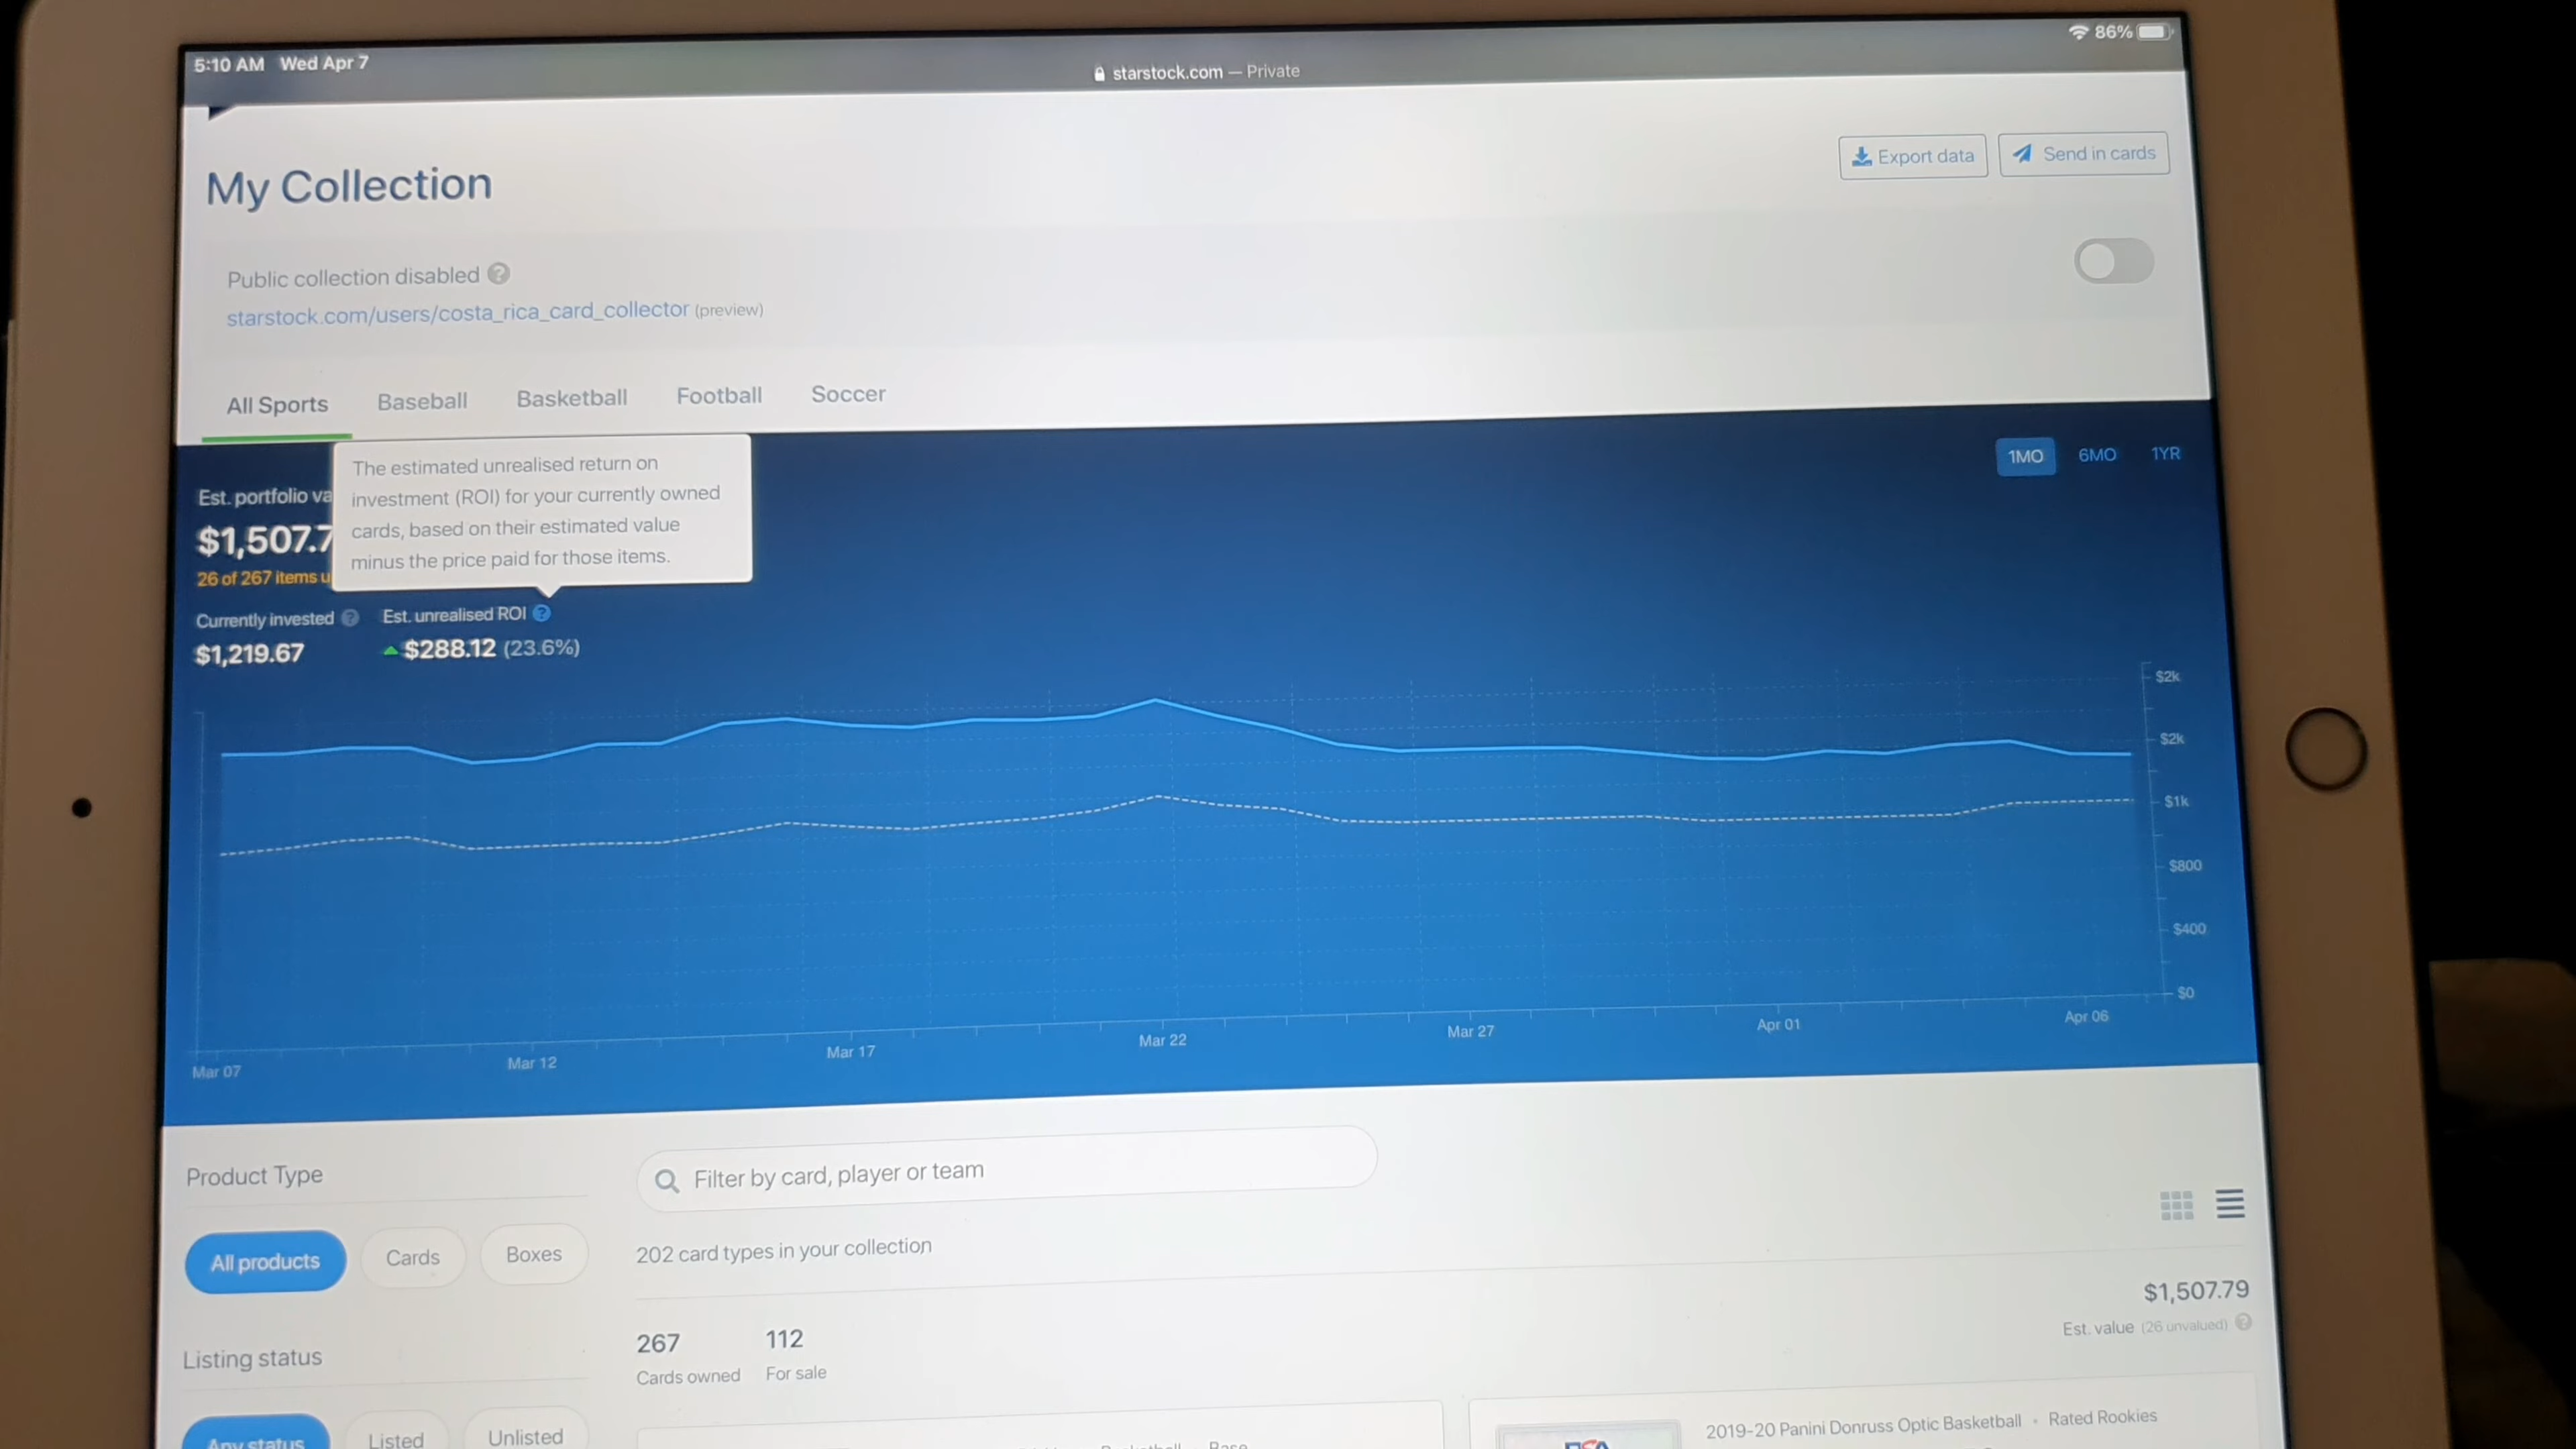 5:10 AM Wed Apr 7
starstock.com — Private
86%
My Collection
Export data
Send in cards
Public collection disabled
starstock.com/users/costa_rica_card_collector (preview)
All Sports Baseball Basketball Football Soccer
The estimated unrealised return on
investment (ROI) for your currently owned
cards, based on their estimated value
minus the price paid for those items.
1MO 6MO 1YR
Est. portfolio va
$1,507.7
26 of 267 items u
Currently invested
$1,219.67
Est. unrealised ROI
$288.12 (23.6%)
$2k
$2k
$1k
$800
$400
$0
Mar 07 Mar 12 Mar 17 Mar 22 Mar 27 Apr 01 Apr 06
Product Type
All products Cards Boxes
Filter by card, player or team
202 card types in your collection
267
Cards owned
112
For sale
$1,507.79
Est. value (26 unvalued)
Listing status
Any status Listed Unlisted
2019-20 Panini Donruss Optic Basketball • Rated Rookies